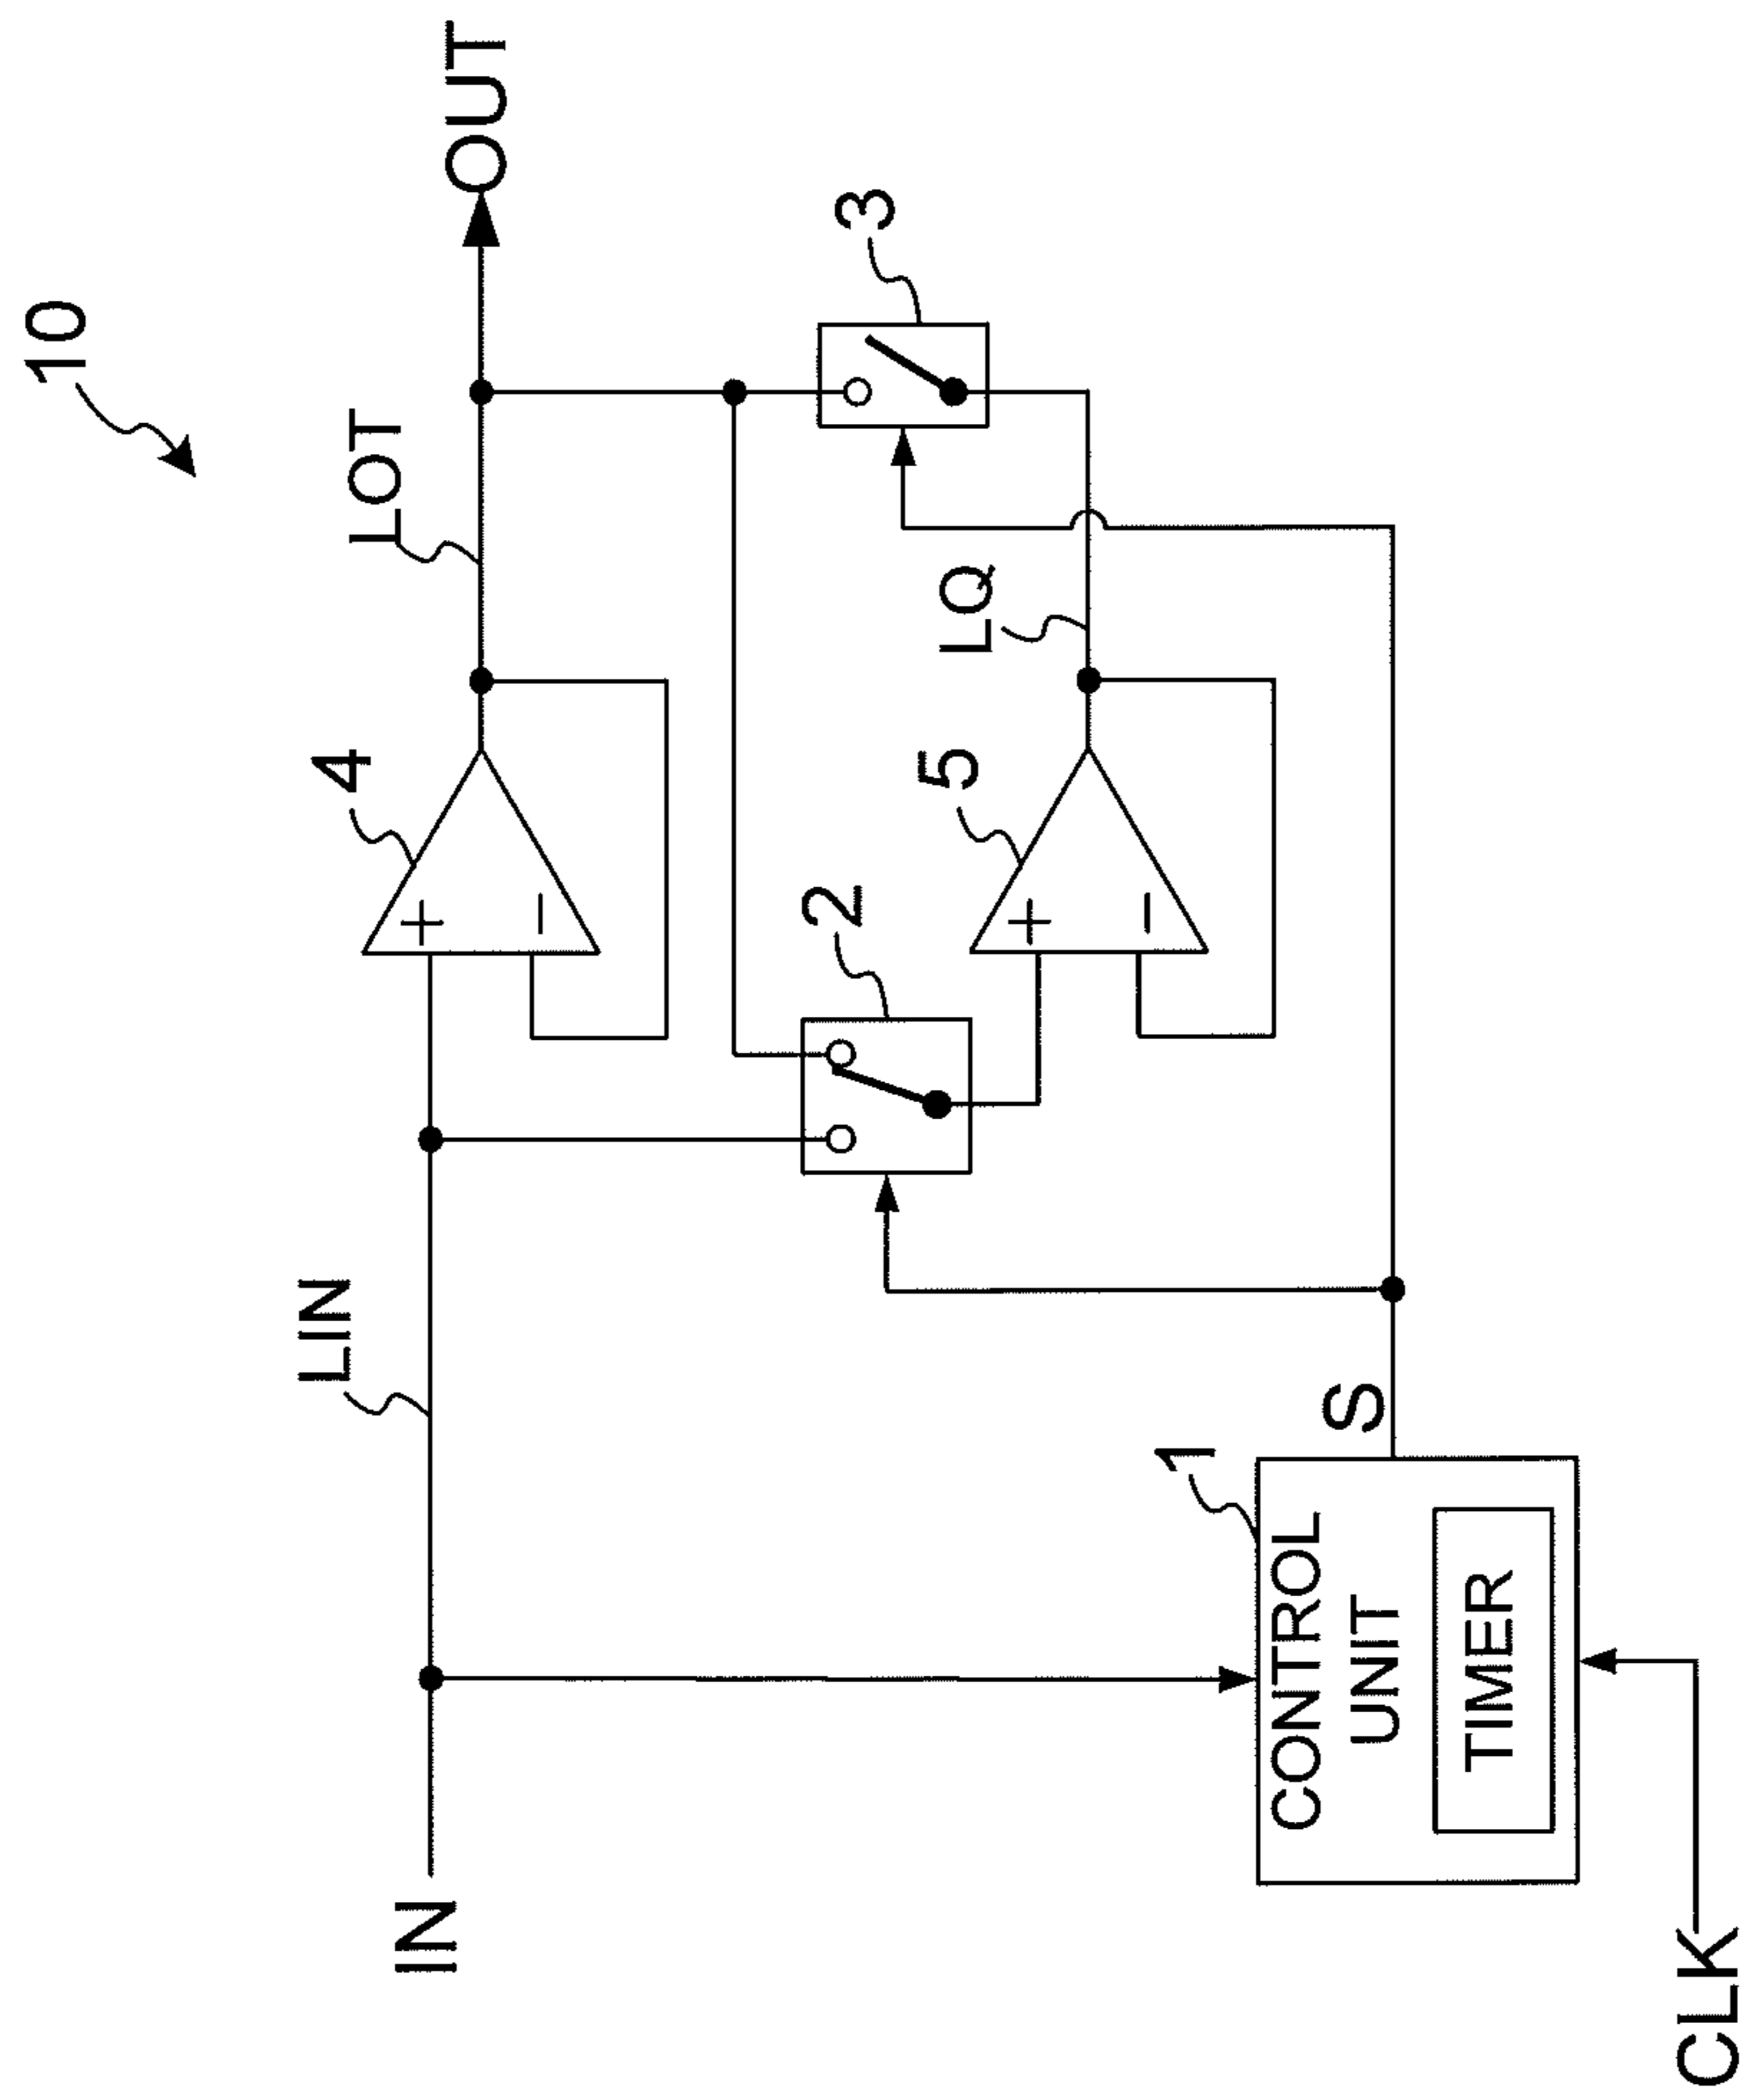 10
IN
LIN
4
LOT
OUT
+
−
2
3
5
LQ
+
−
1
S
CONTROL
UNIT
TIMER
CLK